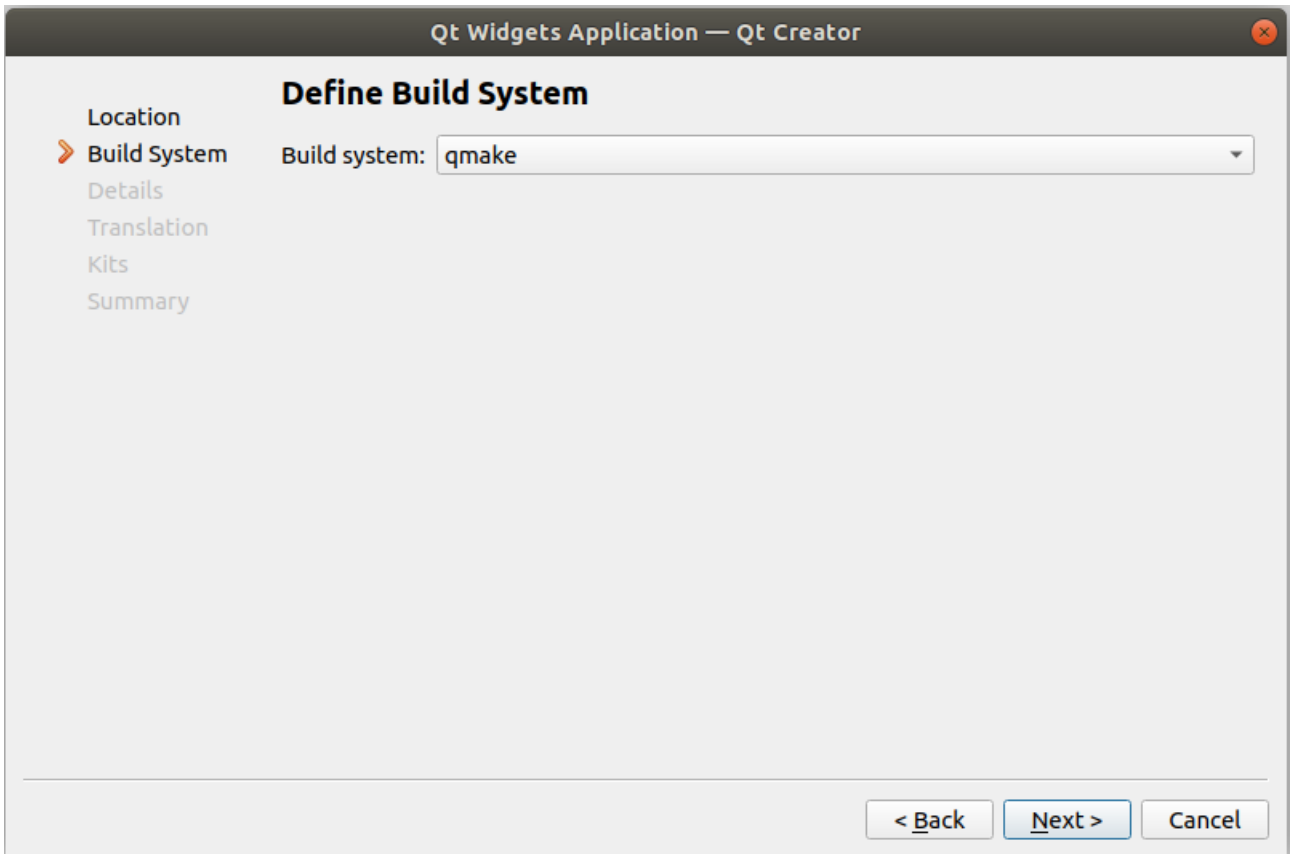 Qt Widgets Application — Qt Creator
Location
Build System
Details
Translation
Kits
Summary
Define Build System
Build system: qmake
< Back Next > Cancel